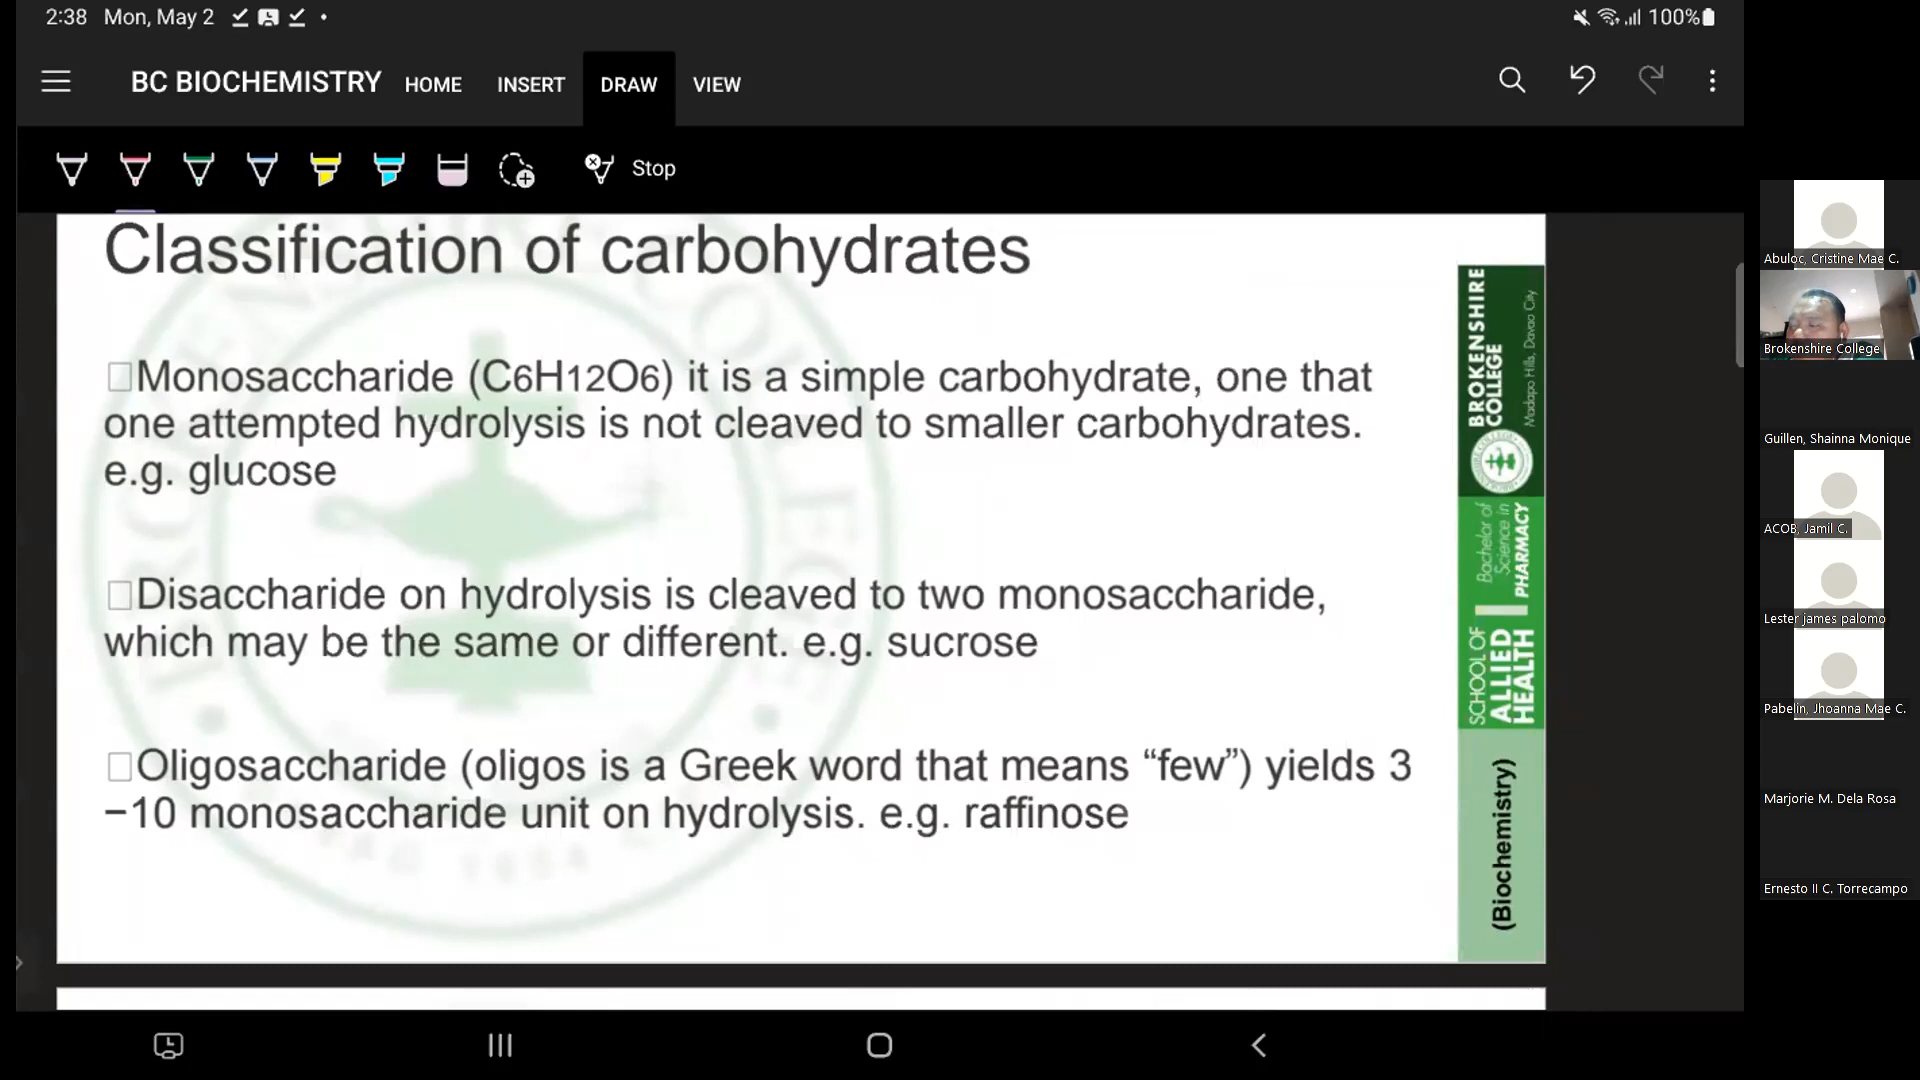 2:38 Mon, May 2
100%
BC BIOCHEMISTRY HOME INSERT DRAW VIEW
Stop
Classification of carbohydrates
Monosaccharide (C6H12O6) it is a simple carbohydrate, one that
one attempted hydrolysis is not cleaved to smaller carbohydrates.
e.g. glucose
Disaccharide on hydrolysis is cleaved to two monosaccharide,
which may be the same or different. e.g. sucrose
Oligosaccharide (oligos is a Greek word that means “few”) yields 3
–10 monosaccharide unit on hydrolysis. e.g. raffinose
BROKENSHIRE
COLLEGE
Madapo Hills, Davao City
Bachelor of
Science in
PHARMACY
SCHOOL OF
ALLIED
HEALTH
(Biochemistry)
Abuloc, Cristine Mae C.
Brokenshire College
Guillen, Shainna Monique
ACOB, Jamil C.
Lester james palomo
Pabelin, Jhoanna Mae C.
Marjorie M. Dela Rosa
Ernesto II C. Torrecampo